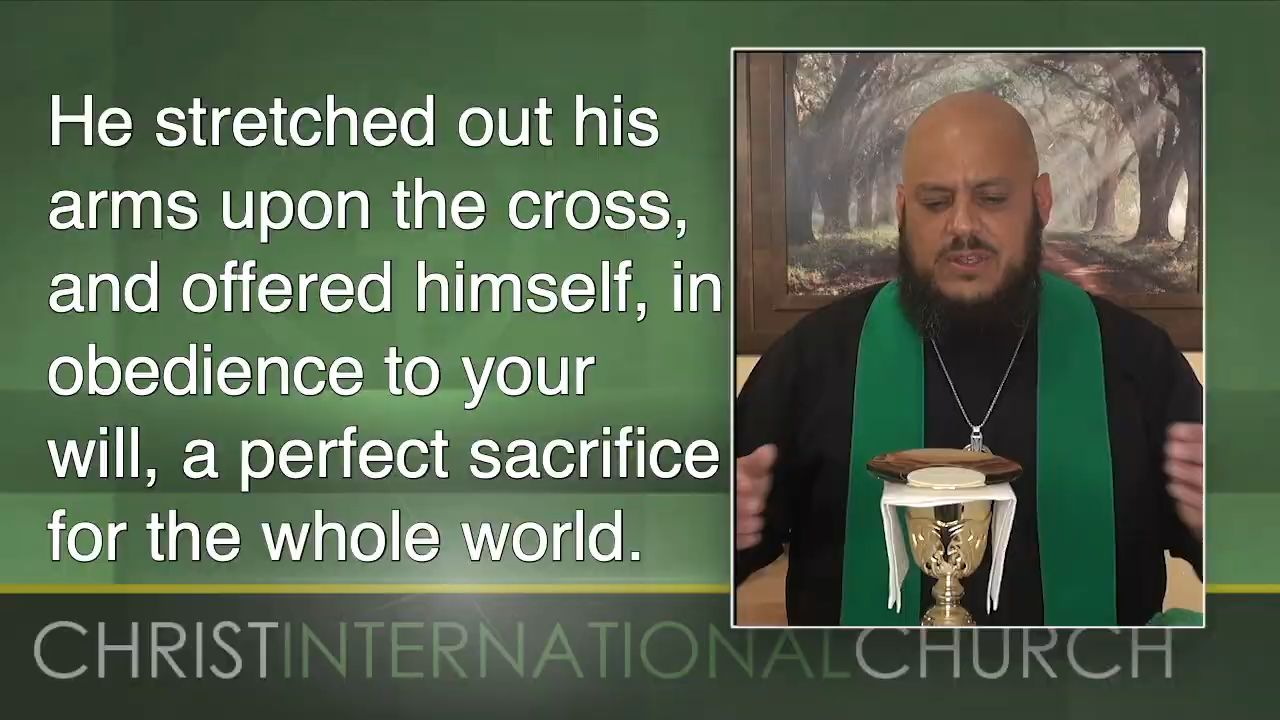 He stretched out his
arms upon the cross,
and offered himself, in
obedience to your
will, a perfect sacrifice
for the whole world.
CHRISTINTERNATIONALCHURCH